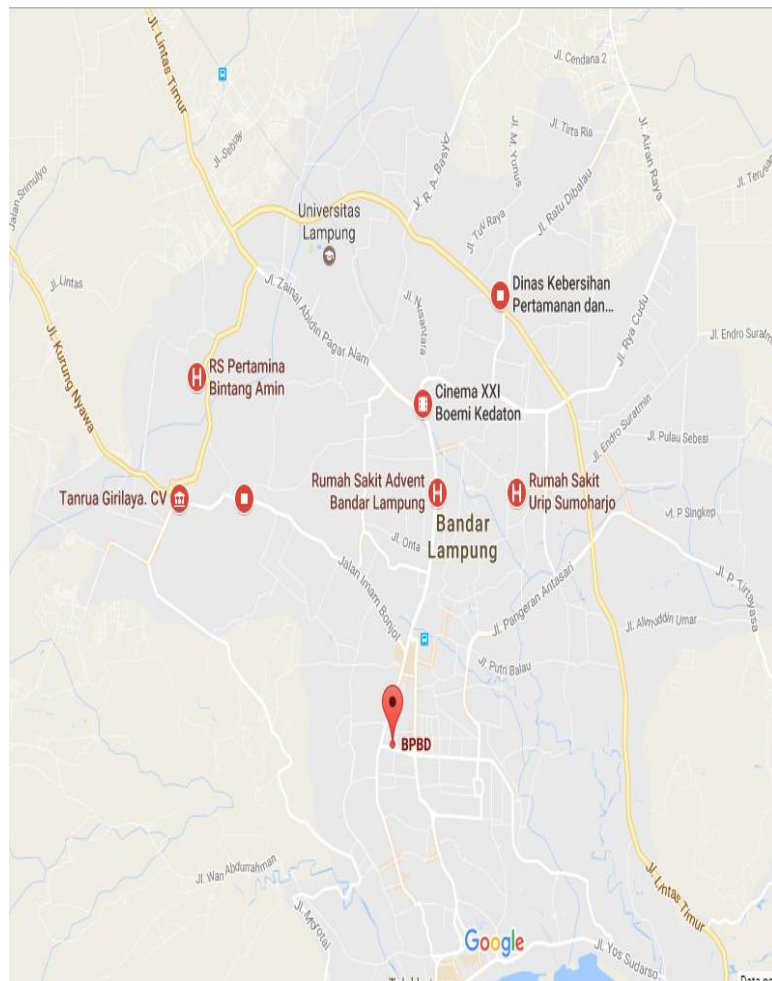 Jl. Lintas Timur
Jl. Cendana 2
Jl. Tirta Ria
Jl. M. Yunus
Jl. Airan Raya
Jl. Terusan
Jl. R. A. Basyid
Jl. Ratu Dibalau
Jalan Srimulyo
Universitas
Lampung
Jl. Lintas
Jl. Zainal Abidin Pagar Alam
Jl. Nusantara
Dinas Kebersihan
Pertamanan dan...
Jl. Rya Cudu
Jl. Endro Suratmin
Jl. Kurung Nyawa
RS Pertamina
Bintang Amin
Cinema XXI
Boemi Kedaton
Jl. Endro Suratmin
Jl. Pulau Sebesi
Tanrua Girilaya. CV
Rumah Sakit Advent
Bandar Lampung
Rumah Sakit
Urip Sumoharjo
Bandar
Lampung
Jl. Onta
Jl. P Singkep
Jalan Imam Bonjol
Jl. Pangeran Antasari
Jl. P. Tirtayasa
Jl. Alimuddin Umar
Jl. Putri Balau
BPBD
Jl. Wan Abdurrahman
Jl. Lintas Timur
Google
Jl. Yos Sudarso